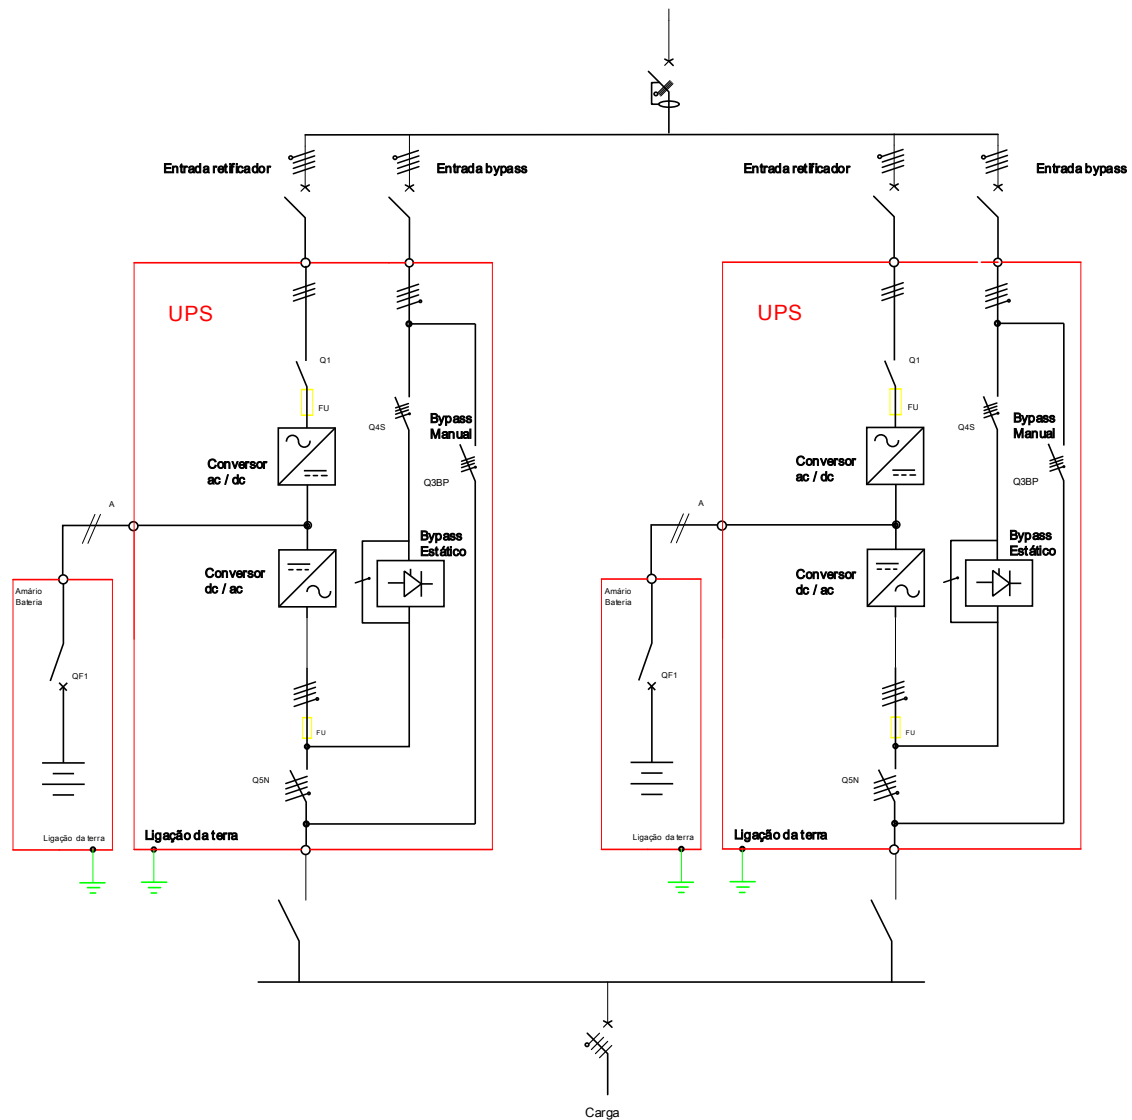 Entrada retificador
Entrada bypass
Entrada retificador
Entrada bypass
UPS
UPS
Q1
Q1
FU
FU
Bypass
Manual
Bypass
Manual
Q4S
Q4S
Conversor
ac / dc
Conversor
ac / dc
Q3BP
Q3BP
A
A
Bypass
Estático
Bypass
Estático
Conversor
dc / ac
Conversor
dc / ac
Amário
Bateria
Amário
Bateria
QF1
QF1
FU
FU
Q5N
Q5N
Ligação da terra
Ligação da terra
Ligação da terra
Ligação da terra
Carga